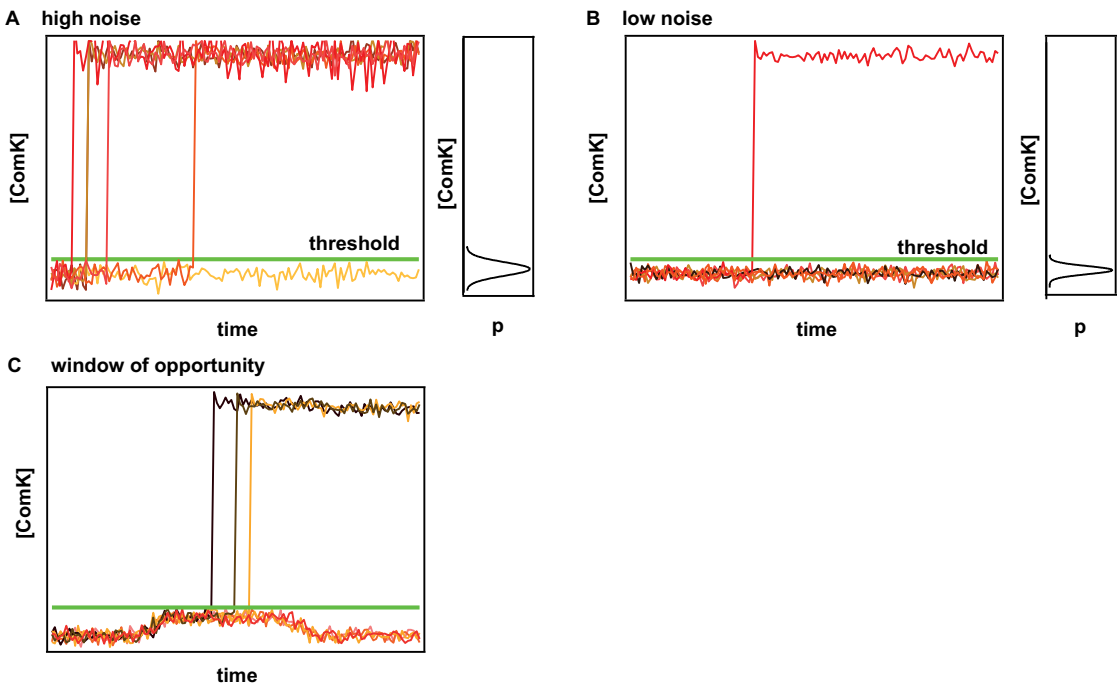 A high noise
[ComK]
threshold
time
[ComK]
p
B low noise
[ComK]
threshold
time
[ComK]
p
C window of opportunity
[ComK]
time